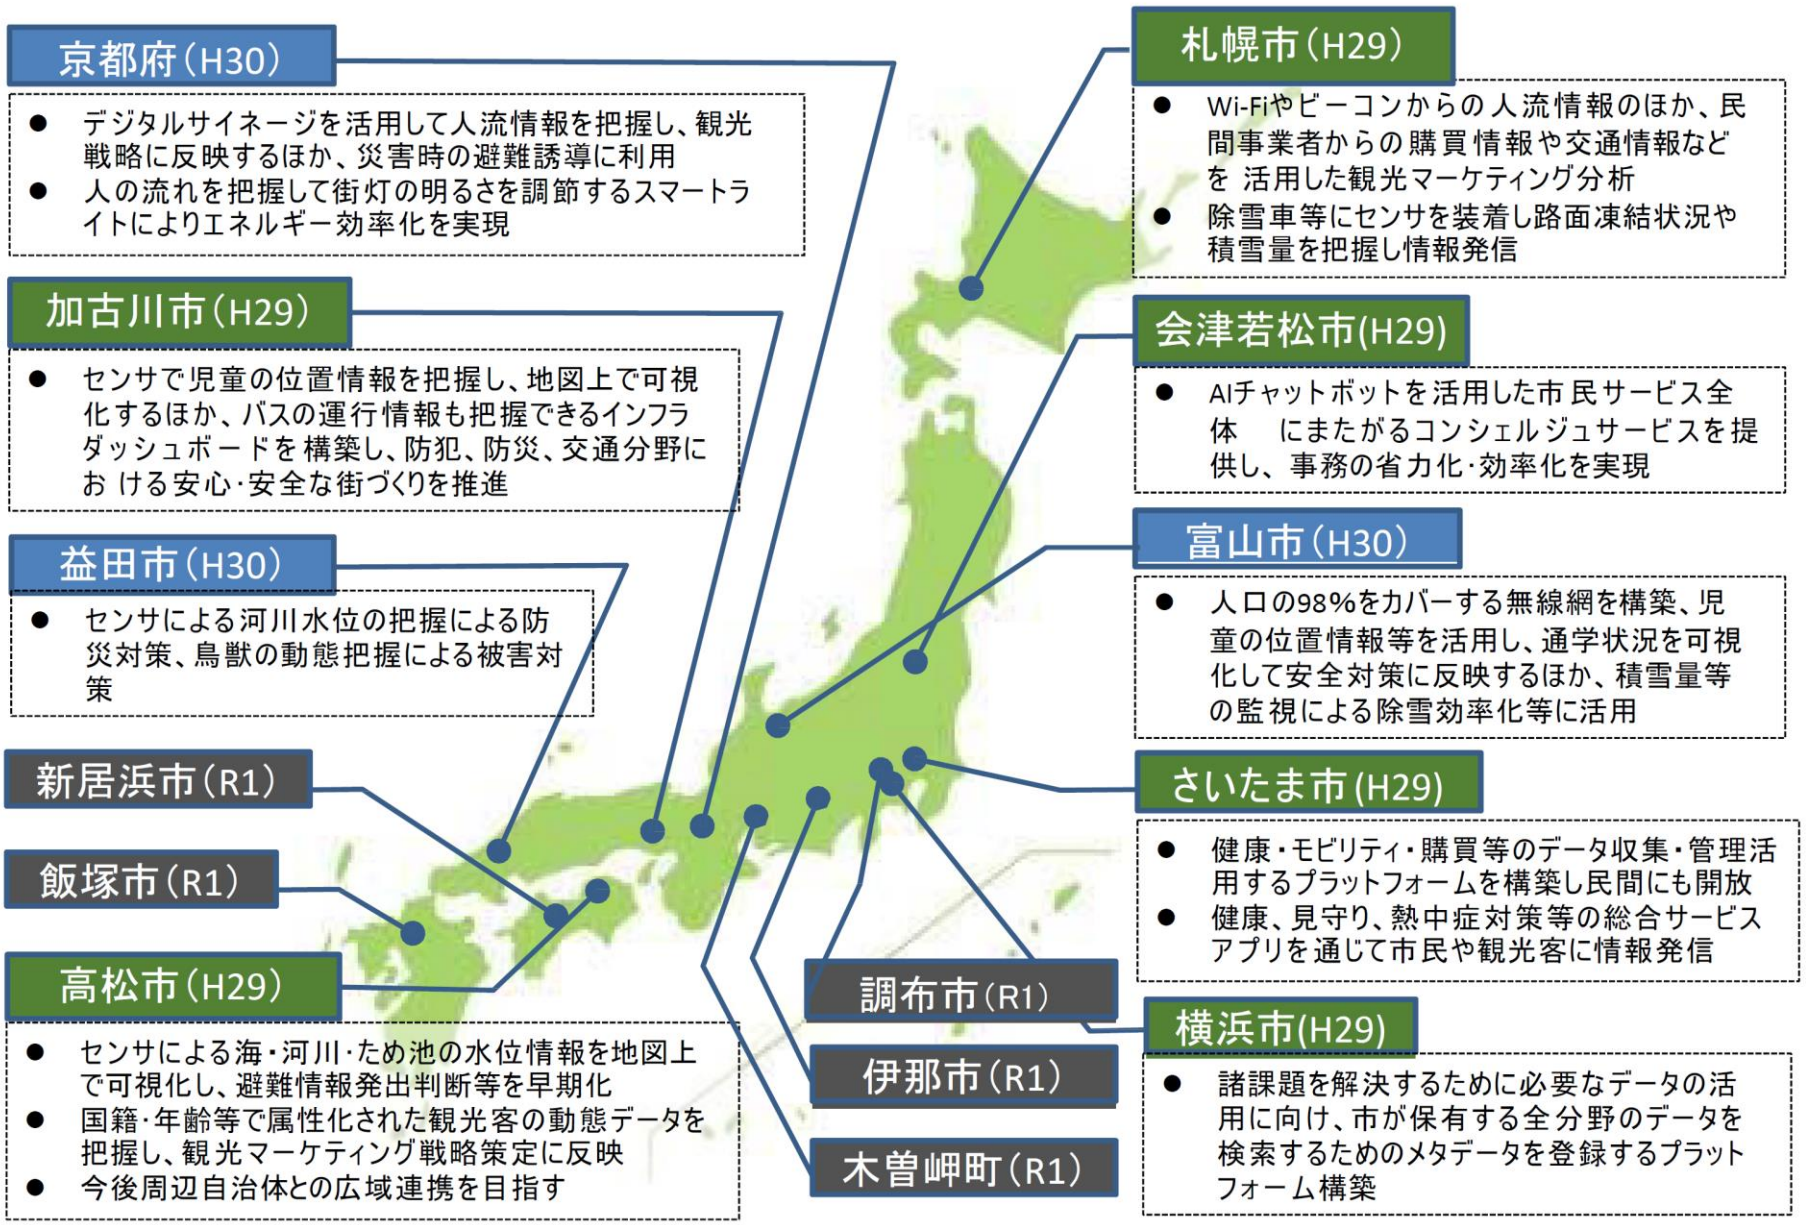 京都府(H30)
● デジタルサイネージを活用して人流情報を把握し、観光
戦略に反映するほか、災害時の避難誘導に利用
● 人の流れを把握して街灯の明るさを調節するスマートラ
イトによりエネルギー効率化を実現
加古川市(H29)
● センサで児童の位置情報を把握し、地図上で可視
化するほか、バスの運行情報も把握できるインフラ
ダッシュボードを構築し、防犯、防災、交通分野に
お ける安心・安全な街づくりを推進
益田市(H30)
● センサによる河川水位の把握による防
災対策、鳥獣の動態把握による被害対
策
新居浜市(R1)
飯塚市(R1)
高松市(H29)
● センサによる海・河川・ため池の水位情報を地図上
で可視化し、避難情報発出判断等を早期化
● 国籍・年齢等で属性化された観光客の動態データを
把握し、観光マーケティング戦略策定に反映
● 今後周辺自治体との広域連携を目指す
札幌市(H29)
● Wi-Fiやビーコンからの人流情報のほか、民
間事業者からの購買情報や交通情報など
を 活用した観光マーケティング分析
● 除雪車等にセンサを装着し路面凍結状況や
積雪量を把握し情報発信
会津若松市(H29)
● AIチャットボットを活用した市民サービス全
体 にまたがるコンシェルジュサービスを提
供し、事務の省力化・効率化を実現
富山市(H30)
● 人口の98%をカバーする無線網を構築、児
童の位置情報等を活用し、通学状況を可視
化して安全対策に反映するほか、積雪量等
の監視による除雪効率化等に活用
さいたま市(H29)
● 健康・モビリティ・購買等のデータ収集・管理活
用するプラットフォームを構築し民間にも開放
● 健康、見守り、熱中症対策等の総合サービス
アプリを通じて市民や観光客に情報発信
調布市(R1)
伊那市(R1)
木曽岬町(R1)
横浜市(H29)
● 諸課題を解決するために必要なデータの活
用に向け、市が保有する全分野のデータを
検索するためのメタデータを登録するプラット
フォーム構築